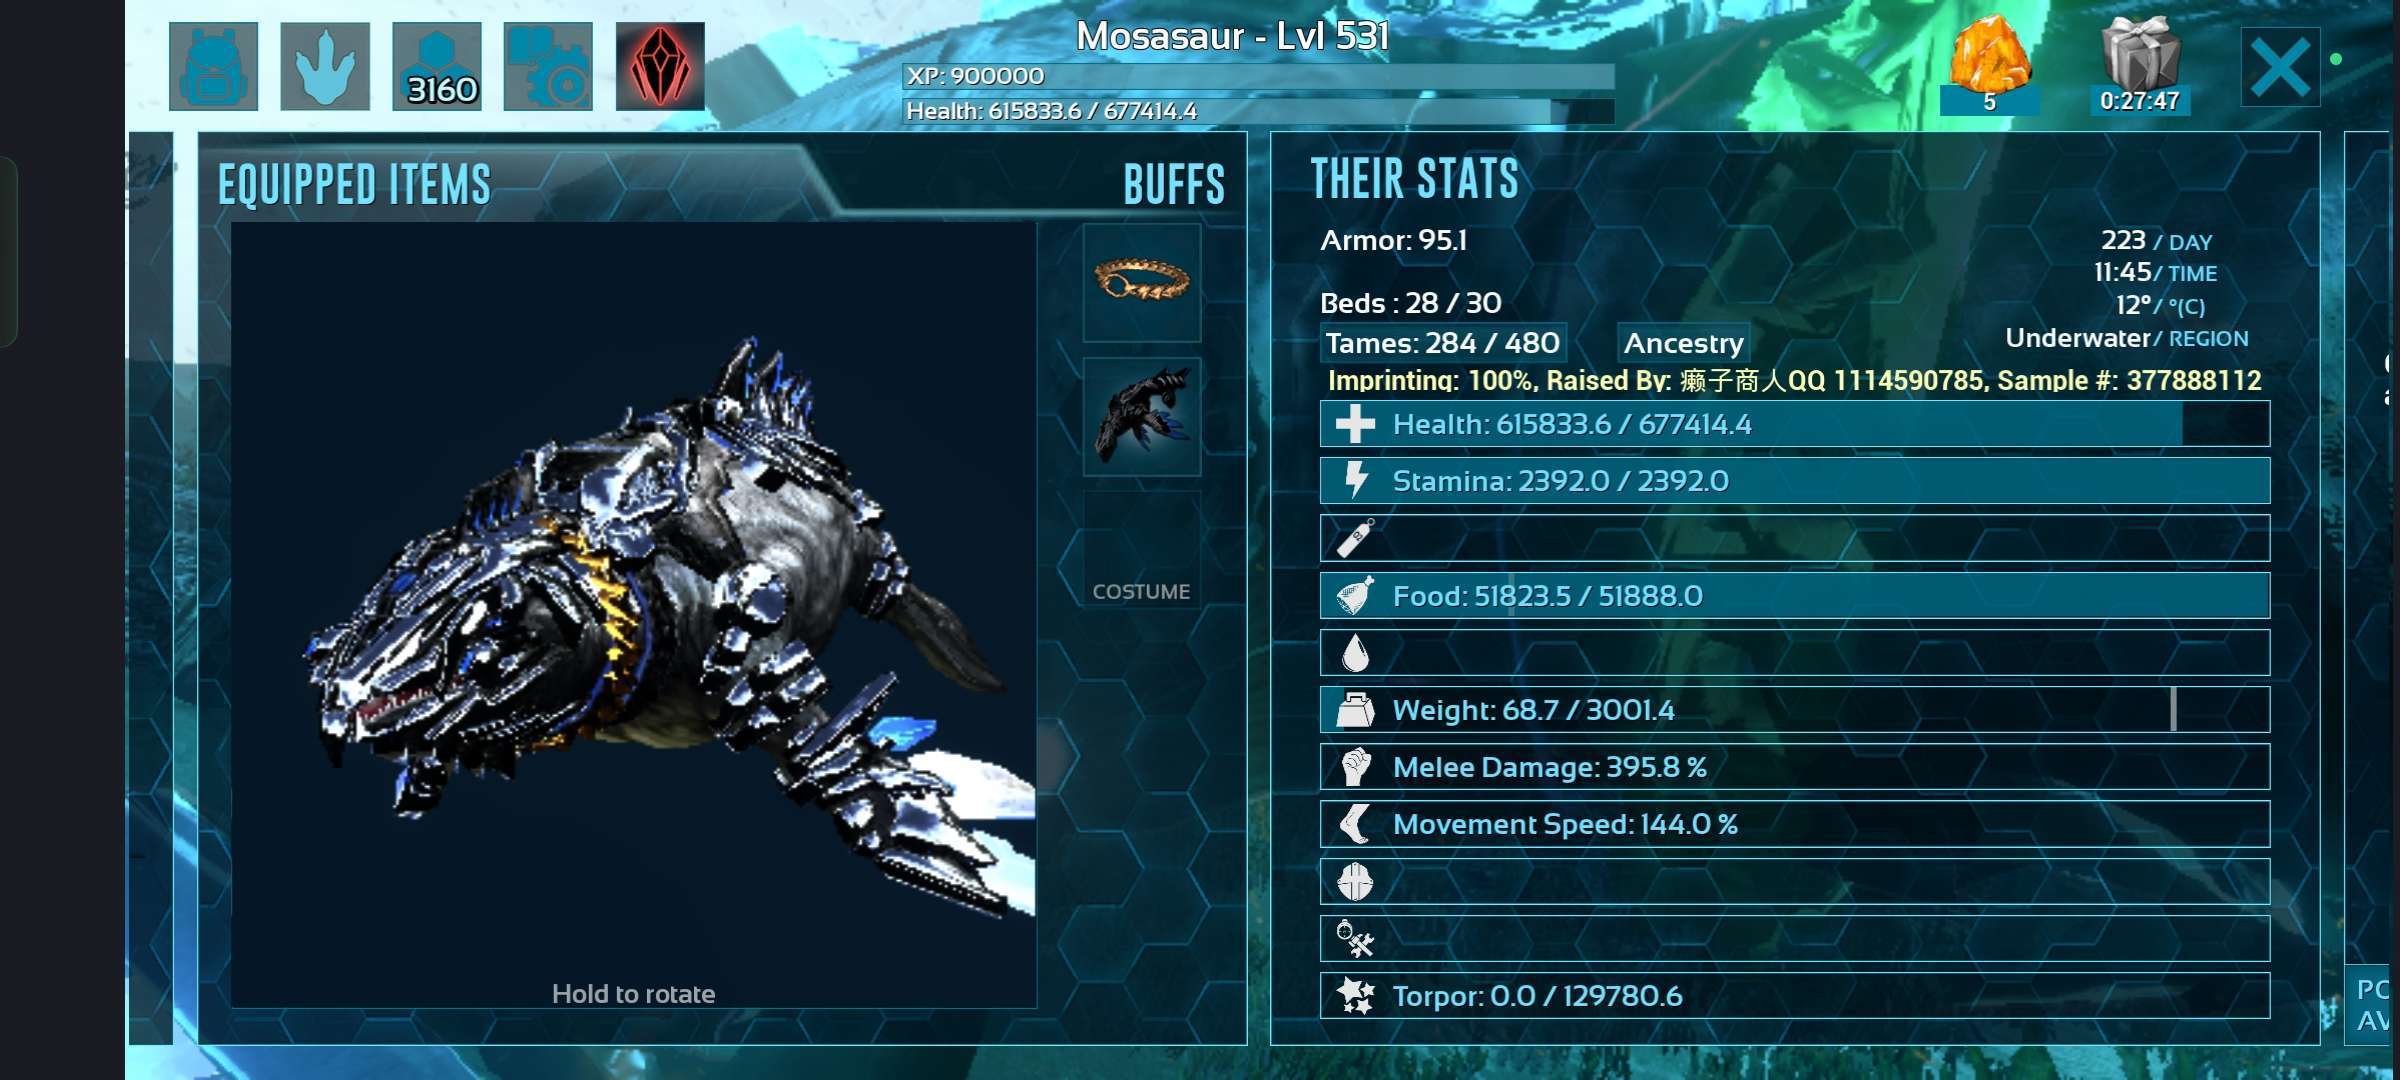 Mosasaur - Lvl 531
XP: 900000
Health: 615833.6 / 677414.4
3160
5
0:27:47
EQUIPPED ITEMS
BUFFS
COSTUME
Hold to rotate
THEIR STATS
Armor: 95.1
223 / DAY
11:45 / TIME
12° / °(C)
Underwater / REGION
Beds : 28 / 30
Tames: 284 / 480
Ancestry
Imprinting: 100%, Raised By: 癞子商人QQ 1114590785, Sample #: 377888112
Health: 615833.6 / 677414.4
Stamina: 2392.0 / 2392.0
Food: 51823.5 / 51888.0
Weight: 68.7 / 3001.4
Melee Damage: 395.8 %
Movement Speed: 144.0 %
Torpor: 0.0 / 129780.6